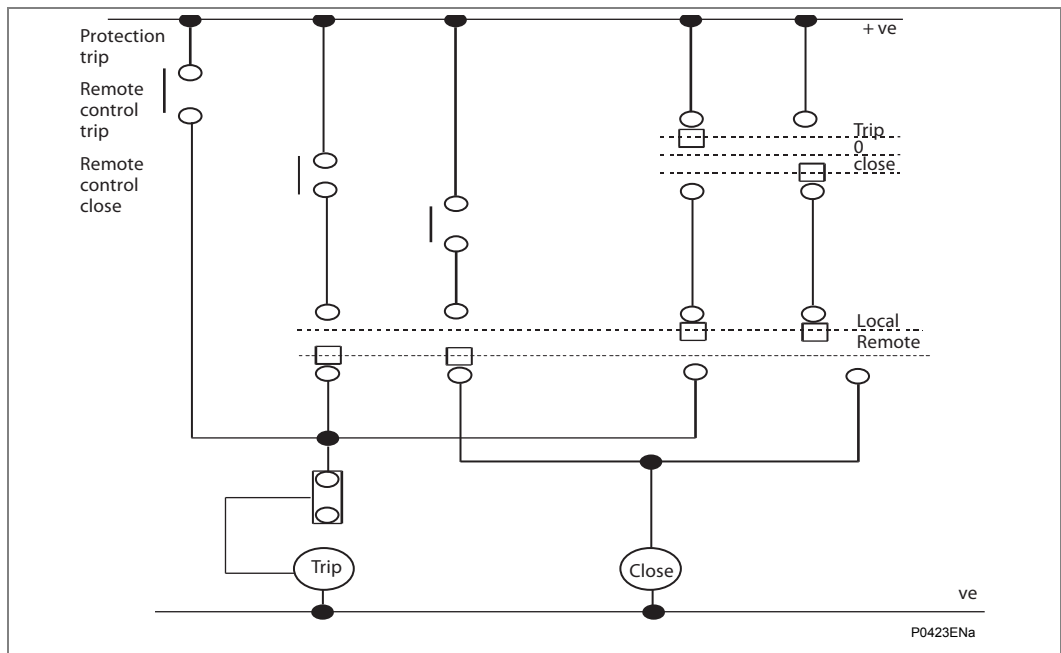 Protection
trip
Remote
control
trip
Remote
control
close
+ ve
Trip
0
close
Local
Remote
Trip
Close
ve
P0423ENa